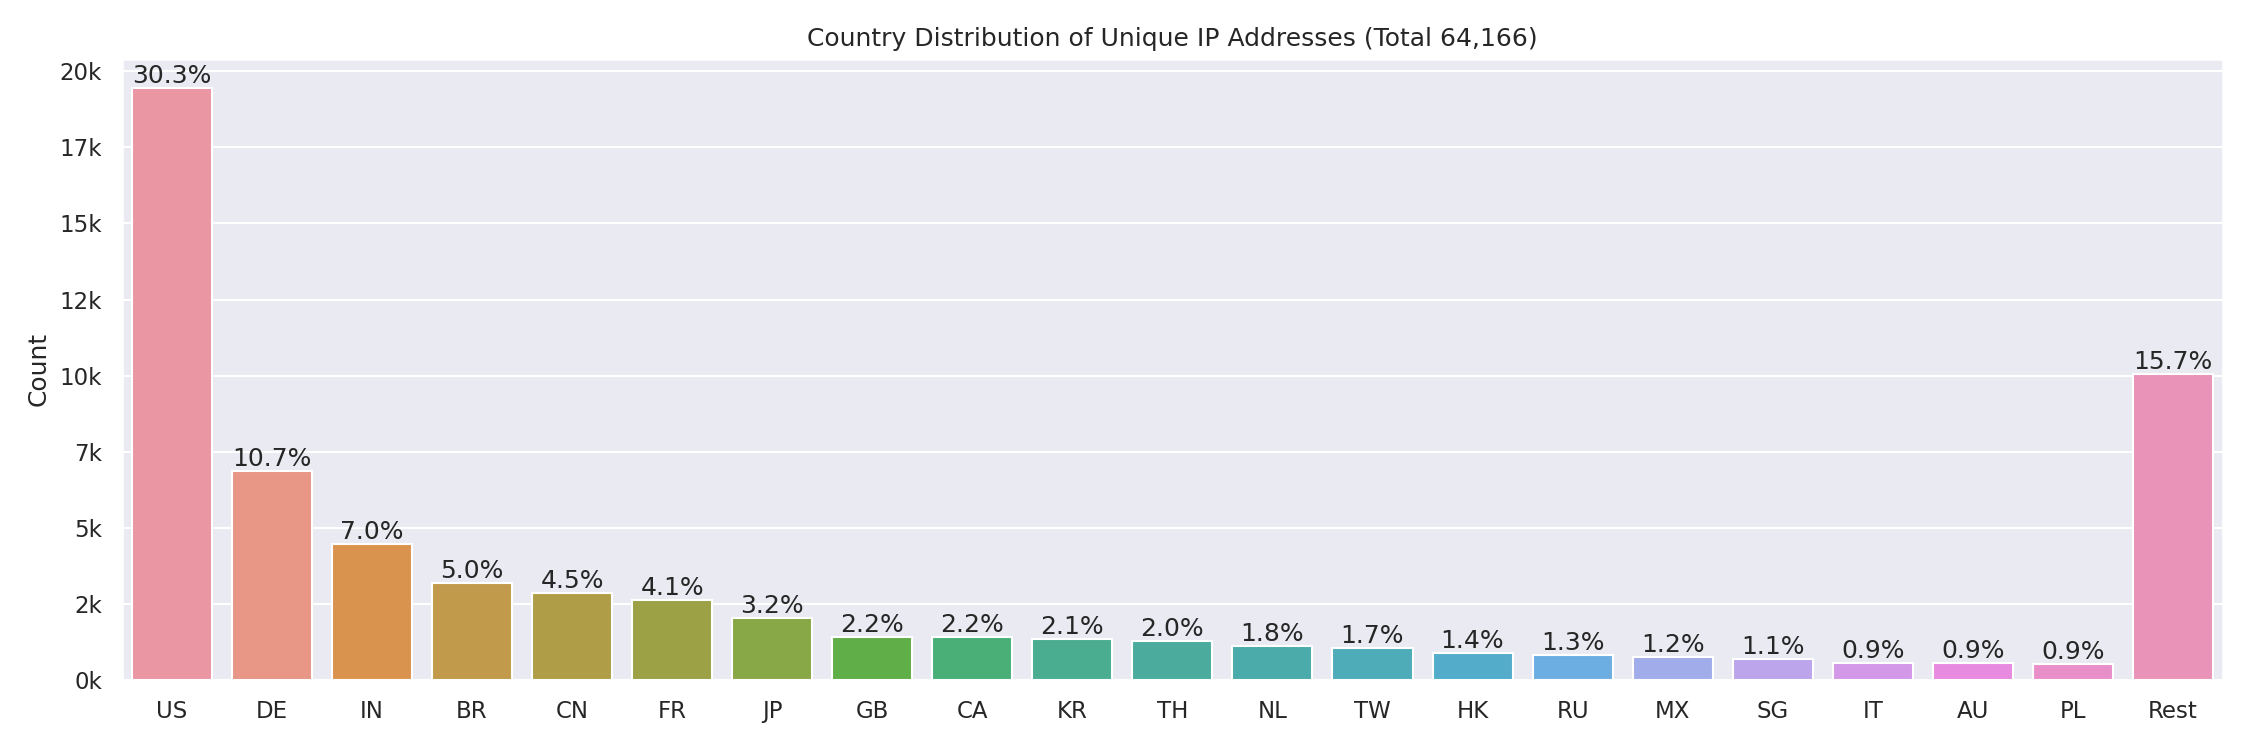 Country Distribution of Unique IP Addresses (Total 64,166)
Count
20k
17k
15k
12k
10k
7k
5k
2k
0k
30.3%
10.7%
7.0%
5.0%
4.5%
4.1%
3.2%
2.2%
2.2%
2.1%
2.0%
1.8%
1.7%
1.4%
1.3%
1.2%
1.1%
0.9%
0.9%
0.9%
15.7%
US DE IN BR CN FR JP GB CA KR TH NL TW HK RU MX SG IT AU PL Rest